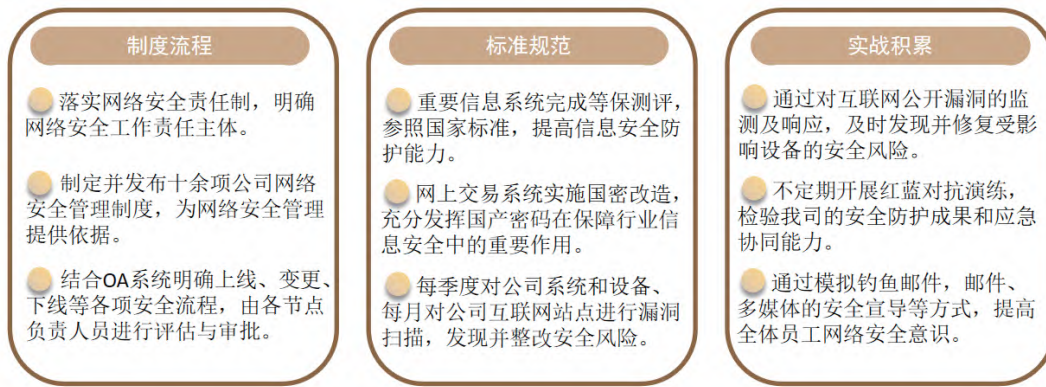 制度流程
落实网络安全责任制，明确
网络安全工作责任主体。
制定并发布十余项公司网络
安全管理制度，为网络安全管理
提供依据。
结合OA系统明确上线、变更、
下线等各项安全流程，由各节点
负责人员进行评估与审批。
标准规范
重要信息系统完成等保测评，
参照国家标准，提高信息安全防
护能力。
网上交易系统实施国密改造，
充分发挥国产密码在保障行业信
息安全中的重要作用。
每季度对公司系统和设备、
每月对公司互联网站点进行漏洞
扫描，发现并整改安全风险。
实战积累
通过对互联网公开漏洞的监
测及响应，及时发现并修复受影
响设备的安全风险。
不定期开展红蓝对抗演练，
检验我司的安全防护成果和应急
协同能力。
通过模拟钓鱼邮件，邮件、
多媒体的安全宣导等方式，提高
全体员工网络安全意识。